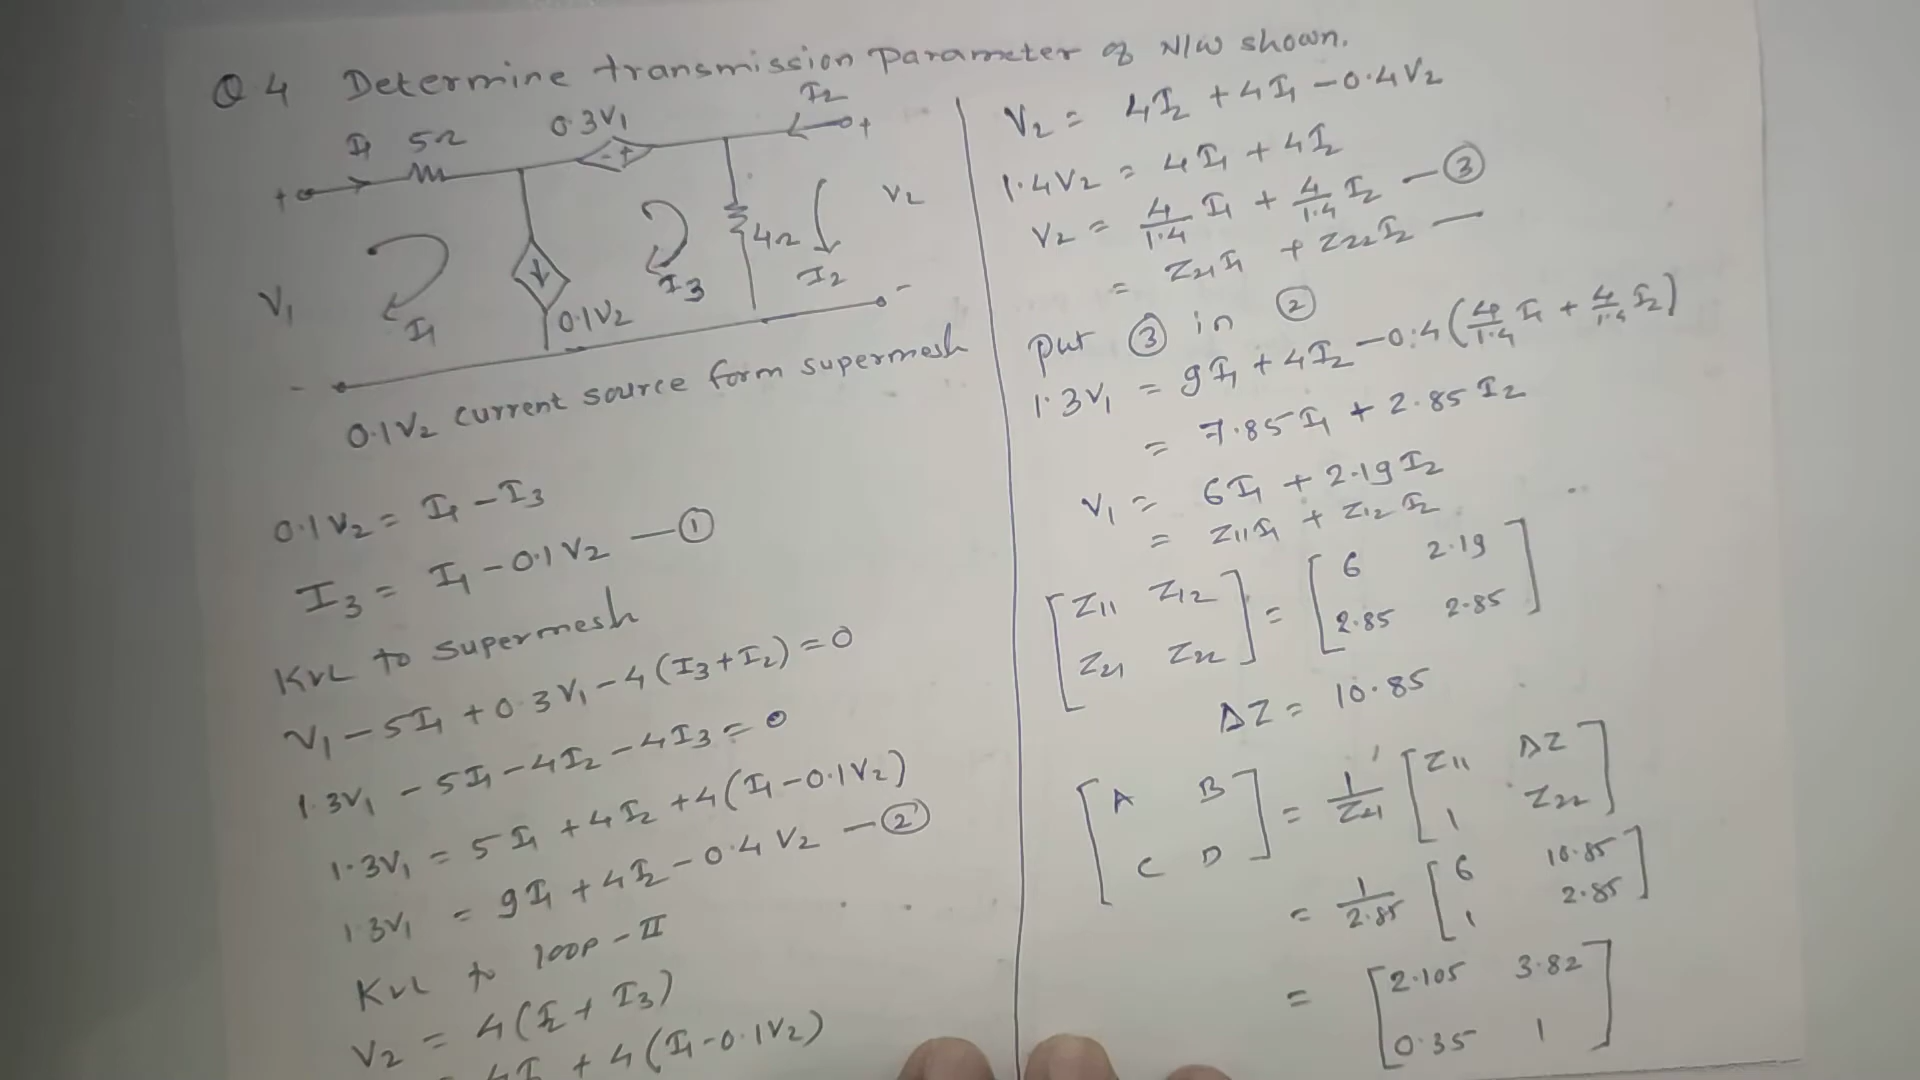 Q4 Determine transmission parameter of N/W shown.
I1 5Ω 0.3V1 I2
+ - + +
V1 I1 0.1V2 I3 4Ω I2 V2
- -
0.1V2 current source form supermesh
0.1V2 = I1 - I3
I3 = I1 - 0.1V2 — ①
KVL to supermesh
V1 - 5I1 + 0.3V1 - 4(I3+I2) = 0
1.3V1 - 5I1 - 4I2 - 4I3 = 0
1.3V1 = 5I1 + 4I2 + 4(I1 - 0.1V2)
1.3V1 = 9I1 + 4I2 - 0.4V2 — ②
KVL to loop-II
V2 = 4(I2 + I3)
= 4I + 4(I1 - 0.1V2)
V2 = 4I2 + 4I1 - 0.4V2
1.4V2 = 4I1 + 4I2
V2 = 4/1.4 I1 + 4/1.4 I2 — ③
= Z21I1 + Z22I2 —
put ③ in ②
1.3V1 = 9I1 + 4I2 - 0.4(4/1.4 I1 + 4/1.4 I2)
= 7.85I1 + 2.85I2
V1 = 6I1 + 2.19I2
= Z11I1 + Z12I2
[Z11 Z12] = [6 2.19]
[Z21 Z22] [2.85 2.85]
ΔZ = 10.85
[A B] = 1/Z21 [Z11 ΔZ]
[C D] [1 Z22]
= 1/2.85 [6 10.85]
[1 2.85]
= [2.105 3.82]
[0.35 1]